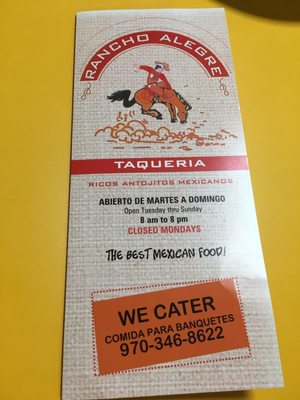 RANCHO ALEGRE
TAQUERIA
RICOS ANTOJITOS MEXICANOS
ABIERTO DE MARTES A DOMINGO
Open Tuesday thru Sunday
8 am to 8 pm
CLOSED MONDAYS
THE BEST MEXICAN FOOD!
WE CATER
COMIDA PARA BANQUETES
970-346-8622